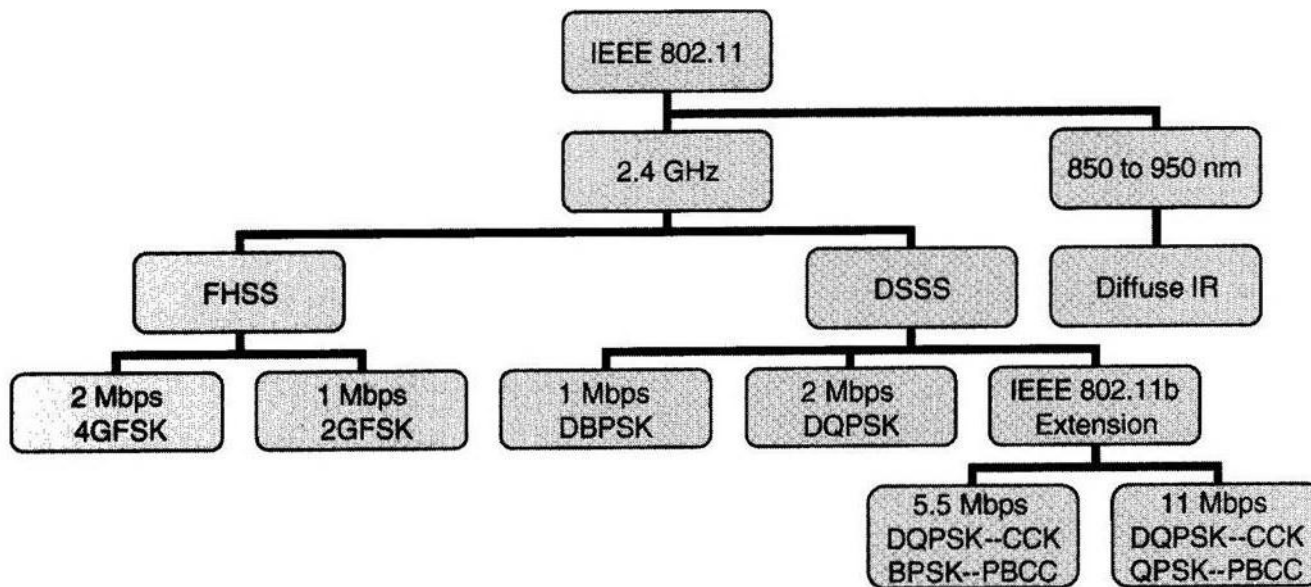 IEEE 802.11
2.4 GHz
850 to 950 nm
FHSS
DSSS
Diffuse IR
2 Mbps
4GFSK
1 Mbps
2GFSK
1 Mbps
DBPSK
2 Mbps
DQPSK
IEEE 802.11b
Extension
5.5 Mbps
DQPSK--CCK
BPSK--PBCC
11 Mbps
DQPSK--CCK
QPSK--PBCC